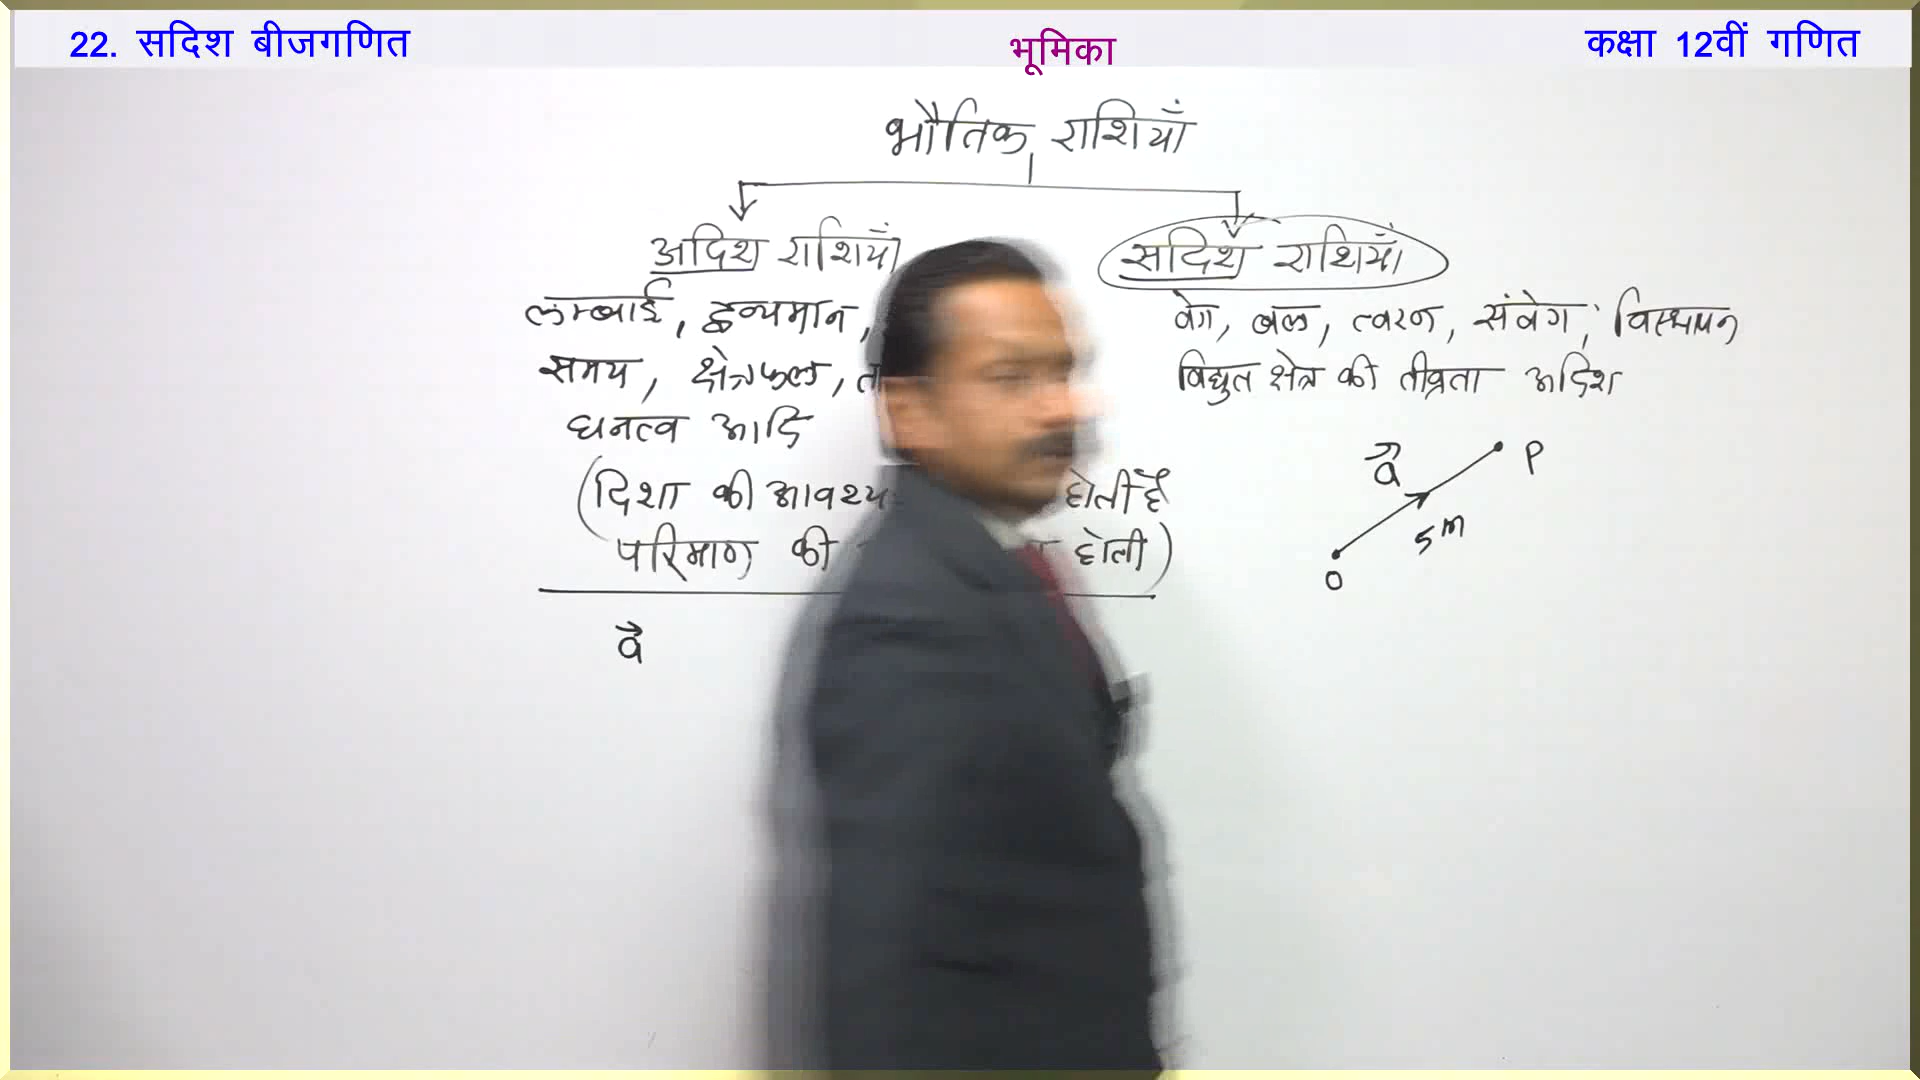 22. सदिश बीजगणित
भूमिका
कक्षा 12वीं गणित
भौतिक राशियाँ
अदिश राशियाँ
सदिश राशियाँ
लम्बाई, द्रव्यमान,
समय, क्षेत्रफल,
घनत्व आदि
(दिशा की होती है
परिमाण की होती)
a⃗
वेग, बल, त्वरण, संवेग, विस्थापन
विद्युत क्षेत्र की तीव्रता आदिश
a⃗
P
5m
O